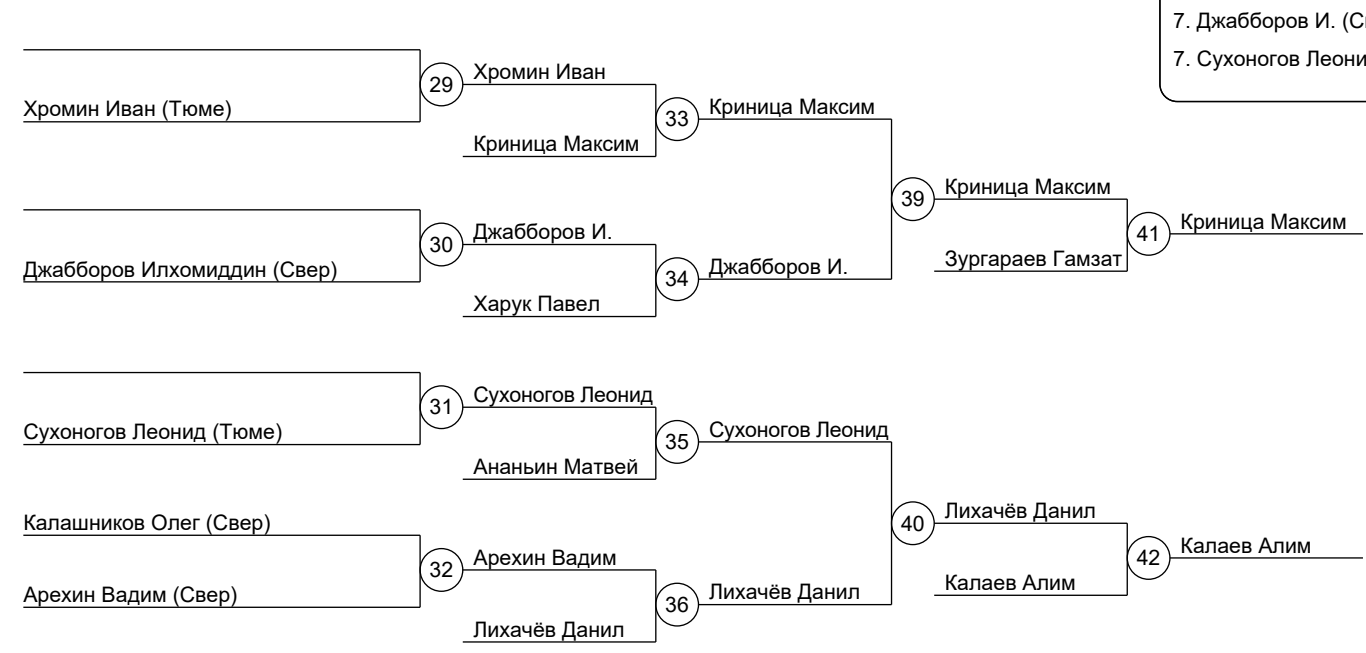 7. Джабборов И.
7. Сухоногов
29
Хромин Иван
Хромин Иван (Тюме)
33
Криница Максим
Криница Максим
39
Криница Максим
30
Джабборов И.
Джабборов Илхомиддин (Свер)
34
Джабборов И.
Харук Павел
41
Криница Максим
Зургараев Гамзат
31
Сухоногов Леонид
Сухоногов Леонид (Тюме)
35
Сухоногов Леонид
Ананьин Матвей
40
Лихачёв Данил
Калашников Олег (Свер)
32
Арехин Вадим
Арехин Вадим (Свер)
36
Лихачёв Данил
Лихачёв Данил
42
Калаев Алим
Калаев Алим